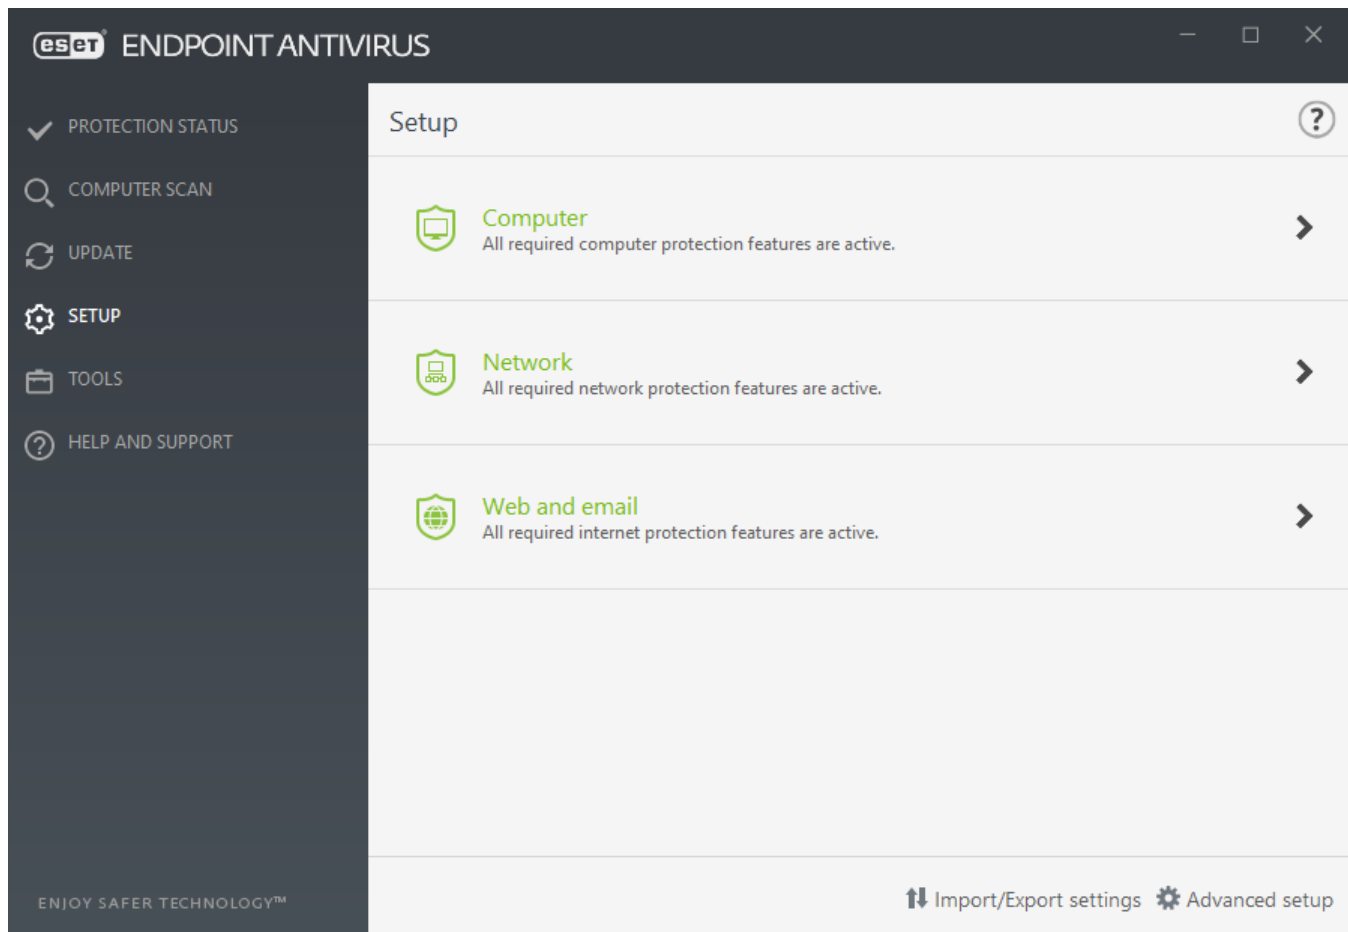 eset ENDPOINT ANTIVIRUS
PROTECTION STATUS
COMPUTER SCAN
UPDATE
SETUP
TOOLS
HELP AND SUPPORT
ENJOY SAFER TECHNOLOGY™
Setup
?
Computer
All required computer protection features are active.
Network
All required network protection features are active.
Web and email
All required internet protection features are active.
Import/Export settings Advanced setup